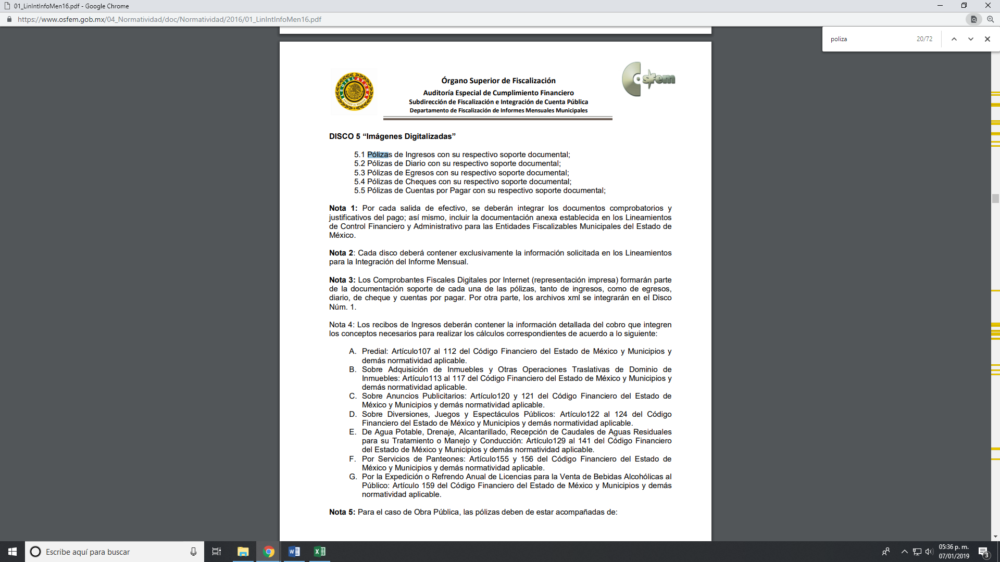 01_LinIntInfoMen16.pdf - Google Chrome
https://www.osfem.gob.mx/04_Normatividad/doc/Normatividad/2016/01_LinIntInfoMen16.pdf
poliza 20/72
LEGISLATURA
ESTADO DE MÉXICO
Órgano Superior de Fiscalización
Auditoría Especial de Cumplimiento Financiero
Subdirección de Fiscalización e Integración de Cuenta Pública
Departamento de Fiscalización de Informes Mensuales Municipales
Osfem
DISCO 5 “Imágenes Digitalizadas”
5.1 Pólizas de Ingresos con su respectivo soporte documental;
5.2 Pólizas de Diario con su respectivo soporte documental;
5.3 Pólizas de Egresos con su respectivo soporte documental;
5.4 Pólizas de Cheques con su respectivo soporte documental;
5.5 Pólizas de Cuentas por Pagar con su respectivo soporte documental;
Nota 1: Por cada salida de efectivo, se deberán integrar los documentos comprobatorios y
justificativos del pago; así mismo, incluir la documentación anexa establecida en los Lineamientos
de Control Financiero y Administrativo para las Entidades Fiscalizables Municipales del Estado de
México.
Nota 2: Cada disco deberá contener exclusivamente la información solicitada en los Lineamientos
para la Integración del Informe Mensual.
Nota 3: Los Comprobantes Fiscales Digitales por Internet (representación impresa) formarán parte
de la documentación soporte de cada una de las pólizas, tanto de ingresos, como de egresos,
diario, de cheque y cuentas por pagar. Por otra parte, los archivos xml se integrarán en el Disco
Núm. 1.
Nota 4: Los recibos de Ingresos deberán contener la información detallada del cobro que integren
los conceptos necesarios para realizar los cálculos correspondientes de acuerdo a lo siguiente:
A. Predial: Artículo107 al 112 del Código Financiero del Estado de México y Municipios y
demás normatividad aplicable.
B. Sobre Adquisición de Inmuebles y Otras Operaciones Traslativas de Dominio de
Inmuebles: Artículo113 al 117 del Código Financiero del Estado de México y Municipios y
demás normatividad aplicable.
C. Sobre Anuncios Publicitarios: Artículo120 y 121 del Código Financiero del Estado de
México y Municipios y demás normatividad aplicable.
D. Sobre Diversiones, Juegos y Espectáculos Públicos: Artículo122 al 124 del Código
Financiero del Estado de México y Municipios y demás normatividad aplicable.
E. De Agua Potable, Drenaje, Alcantarillado, Recepción de Caudales de Aguas Residuales
para su Tratamiento o Manejo y Conducción: Artículo129 al 141 del Código Financiero
del Estado de México y Municipios y demás normatividad aplicable.
F. Por Servicios de Panteones: Artículo155 y 156 del Código Financiero del Estado de
México y Municipios y demás normatividad aplicable.
G. Por la Expedición o Refrendo Anual de Licencias para la Venta de Bebidas Alcohólicas al
Público: Artículo 159 del Código Financiero del Estado de México y Municipios y demás
normatividad aplicable.
Nota 5: Para el caso de Obra Pública, las pólizas deben de estar acompañadas de:
Escribe aquí para buscar
05:36 p. m.
07/01/2019
3